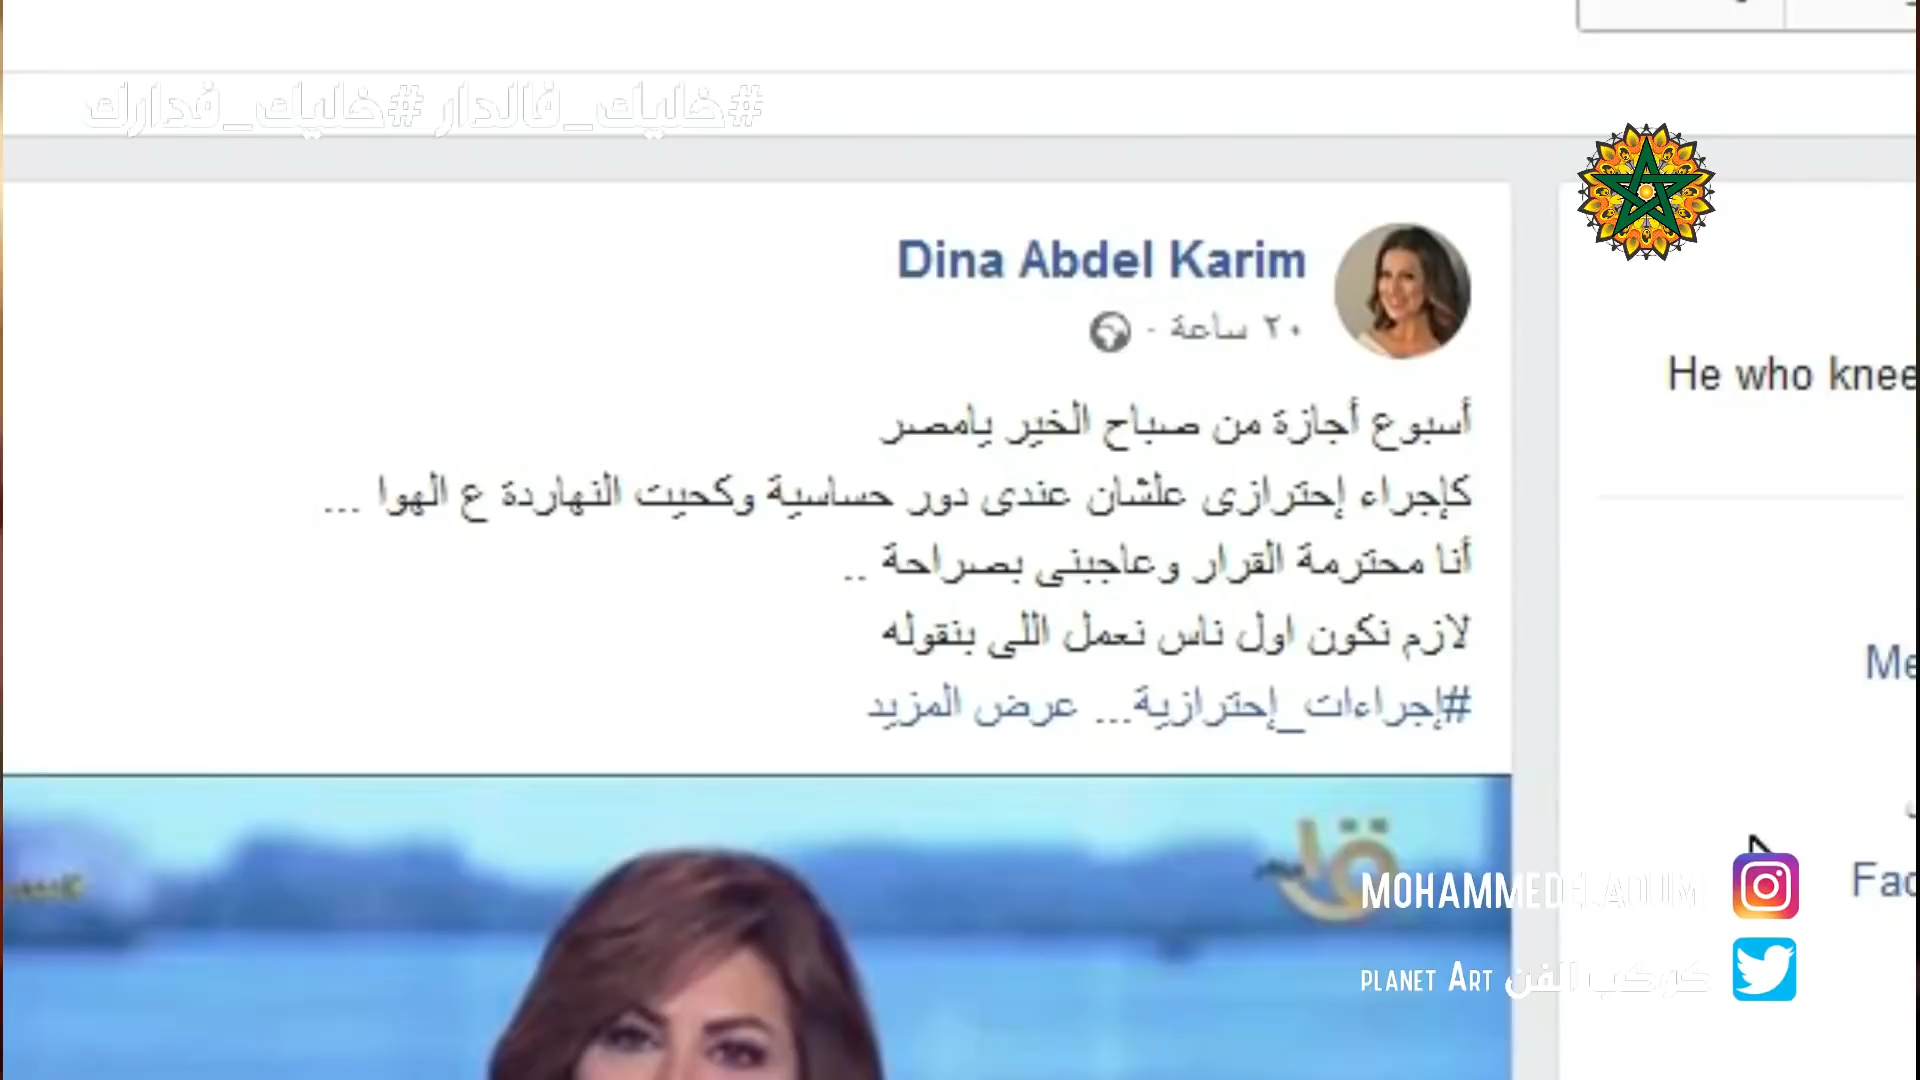 #خليك_فالدار #خليك_فدارك
Dina Abdel Karim
٢٠ ساعة ·
أسبوع أجازة من صباح الخير يامصر
كإجراء إحترازى علشان عندى دور حساسية وكحيت النهاردة ع الهوا ...
أنا محترمة القرار وعاجبنى بصراحة ..
لازم نكون اول ناس نعمل اللى بنقوله
#إجراءات_إحترازية... عرض المزيد
He who knee
Me
Fac
PLANET ART كوكب الفن